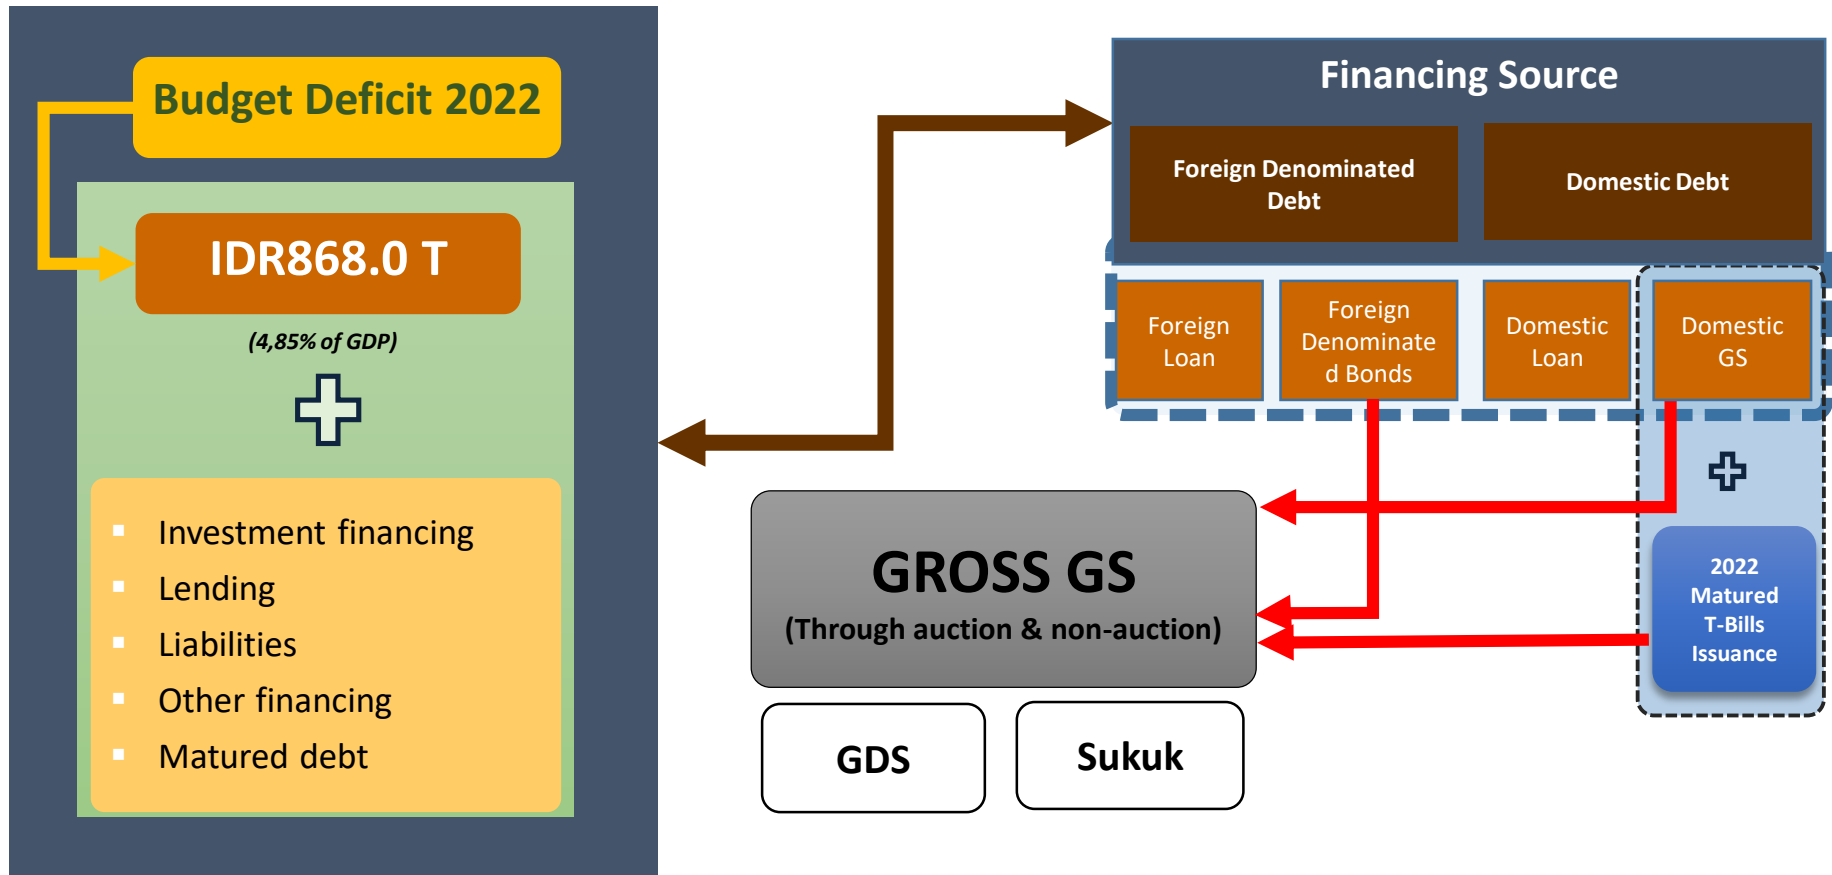 Budget Deficit 2022
IDR868.0 T
(4,85% of GDP)
Investment financing
Lending
Liabilities
Other financing
Matured debt
Financing Source
Foreign Denominated
Debt
Domestic Debt
Foreign
Loan
Foreign
Denominate
d Bonds
Domestic
Loan
Domestic
GS
2022
Matured
T-Bills
Issuance
GROSS GS
(Through auction & non-auction)
GDS
Sukuk